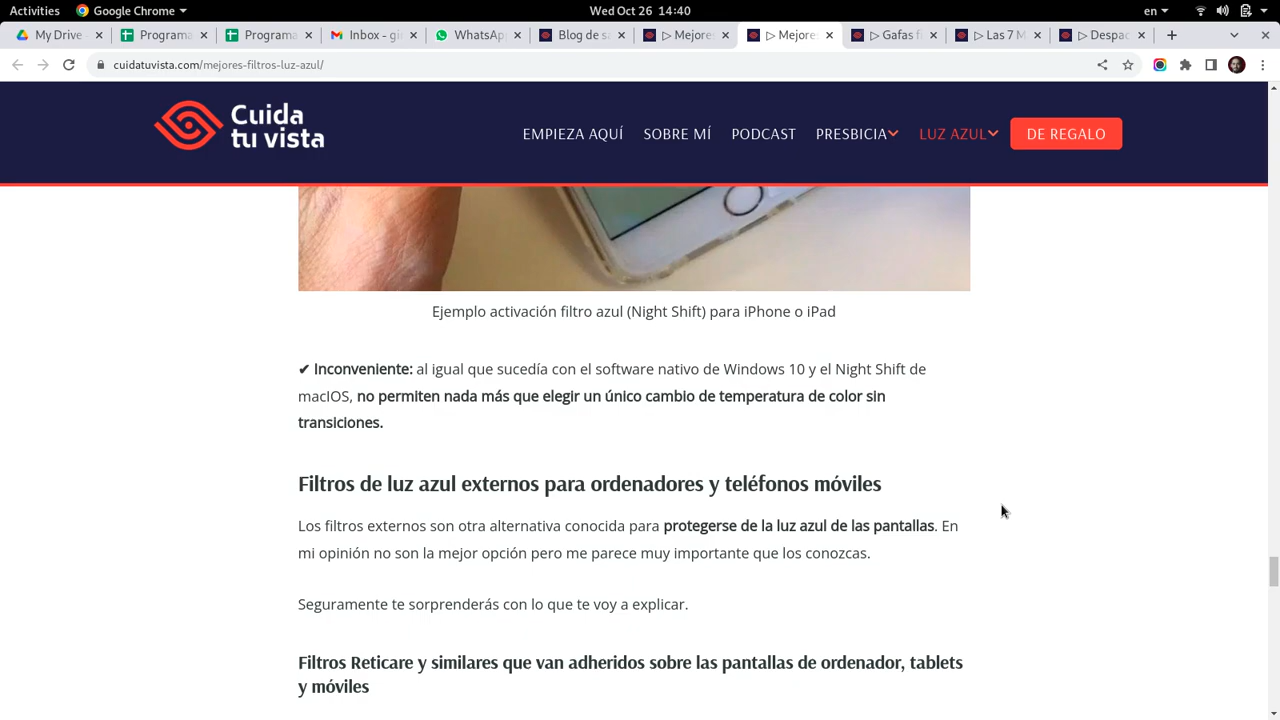 Activities
Google Chrome
Wed Oct 26 14:40
en
My Drive -
Programa
Programa
Inbox - gi
WhatsApp
Blog de sa
▷ Mejores
▷ Mejores
▷ Gafas fi
▷ Las 7 M
▷ Despac
cuidatuvista.com/mejores-filtros-luz-azul/
Cuida
tu vista
EMPIEZA AQUÍ
SOBRE MÍ
PODCAST
PRESBICIA
LUZ AZUL
DE REGALO
Ejemplo activación filtro azul (Night Shift) para iPhone o iPad
✔ Inconveniente: al igual que sucedía con el software nativo de Windows 10 y el Night Shift de
macIOS, no permiten nada más que elegir un único cambio de temperatura de color sin
transiciones.
Filtros de luz azul externos para ordenadores y teléfonos móviles
Los filtros externos son otra alternativa conocida para protegerse de la luz azul de las pantallas. En
mi opinión no son la mejor opción pero me parece muy importante que los conozcas.
Seguramente te sorprenderás con lo que te voy a explicar.
Filtros Reticare y similares que van adheridos sobre las pantallas de ordenador, tablets
y móviles